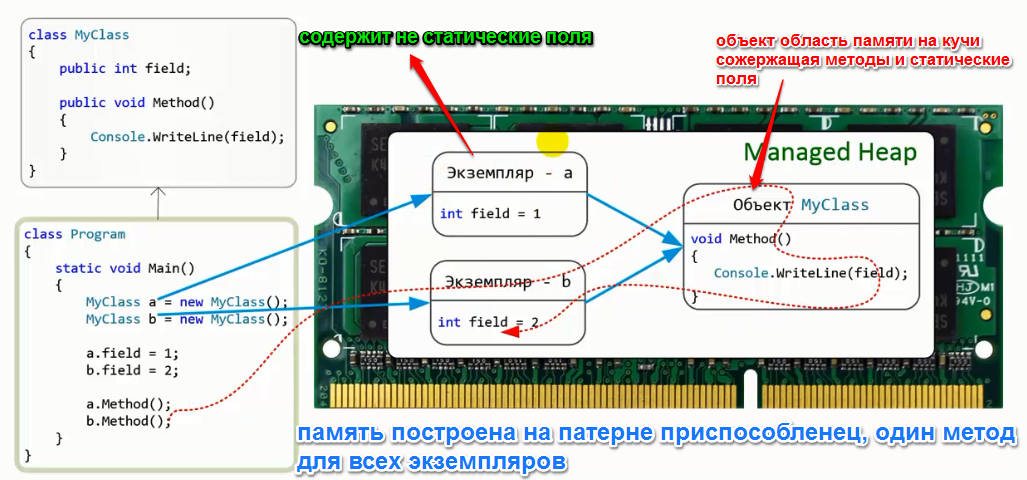 class MyClass
{
public int field;
public void Method()
{
Console.WriteLine(field);
}
}
class Program
{
static void Main()
{
MyClass a = new MyClass();
MyClass b = new MyClass();
a.field = 1;
b.field = 2;
a.Method();
b.Method();
}
}
содержит не статические поля
объект область памяти на кучи
сожержащая методы и статические
поля
Managed Heap
Экземпляр - a
int field = 1
Экземпляр - b
int field = 2
Объект MyClass
void Method()
{
Console.WriteLine(field);
}
94V-0
память построена на патерне приспособленец, один метод
для всех экземпляров